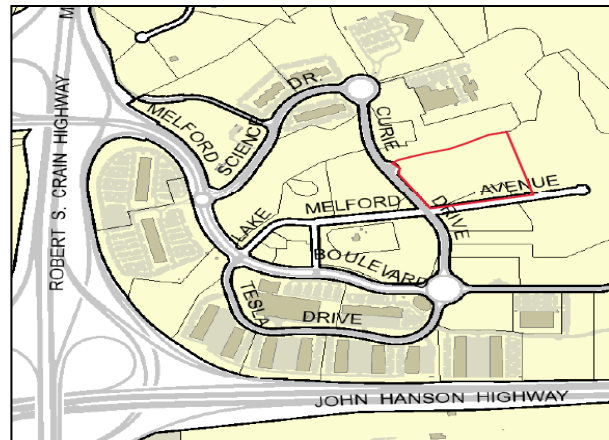 M
DR.
MELFORD
SCIENCE
CURIE
ROBERT S. CRAIN HIGHWAY
AVENUE
MELFORD
DRIVE
LAKE
BOULEVARD
TESLA
DRIVE
JOHN HANSON HIGHWAY